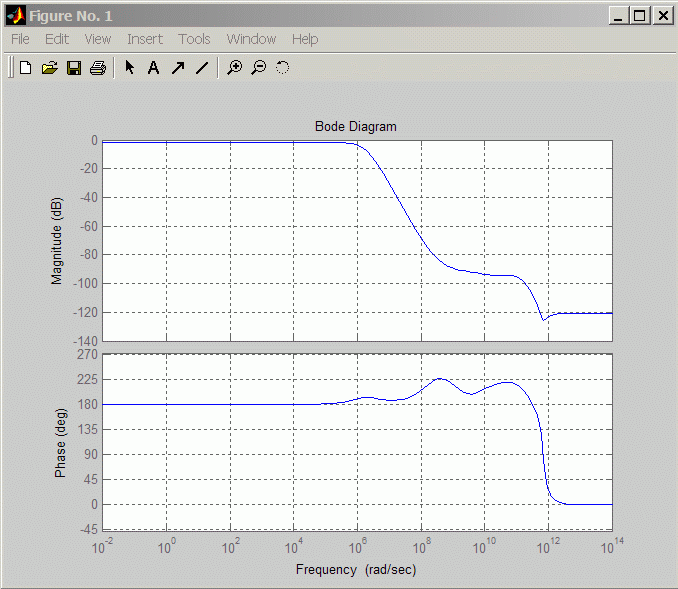 Figure No. 1
File Edit View Insert Tools Window Help
A
Bode Diagram
Magnitude (dB)
0
-20
-40
-60
-80
-100
-120
-140
Phase (deg)
270
225
180
135
90
45
0
-45
10^-2 10^0 10^2 10^4 10^6 10^8 10^10 10^12 10^14
Frequency (rad/sec)